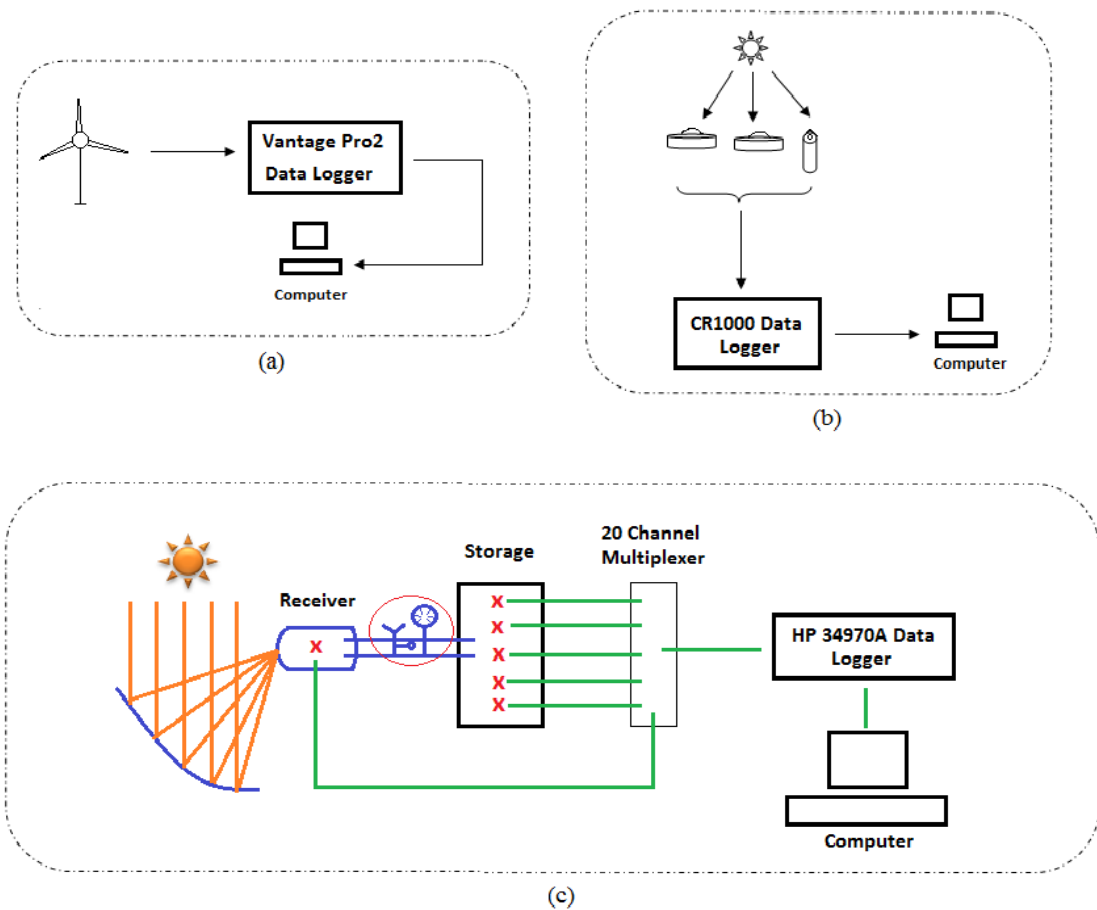 Vantage Pro2
Data Logger
Computer
(a)
CR1000 Data
Logger
Computer
(b)
20 Channel
Multiplexer
Storage
Receiver
X
X
X
X
X
X
HP 34970A Data
Logger
Computer
(c)